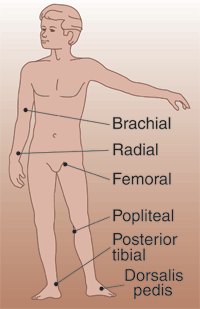 Brachial
Radial
Femoral
Popliteal
Posterior
tibial
Dorsalis
pedis